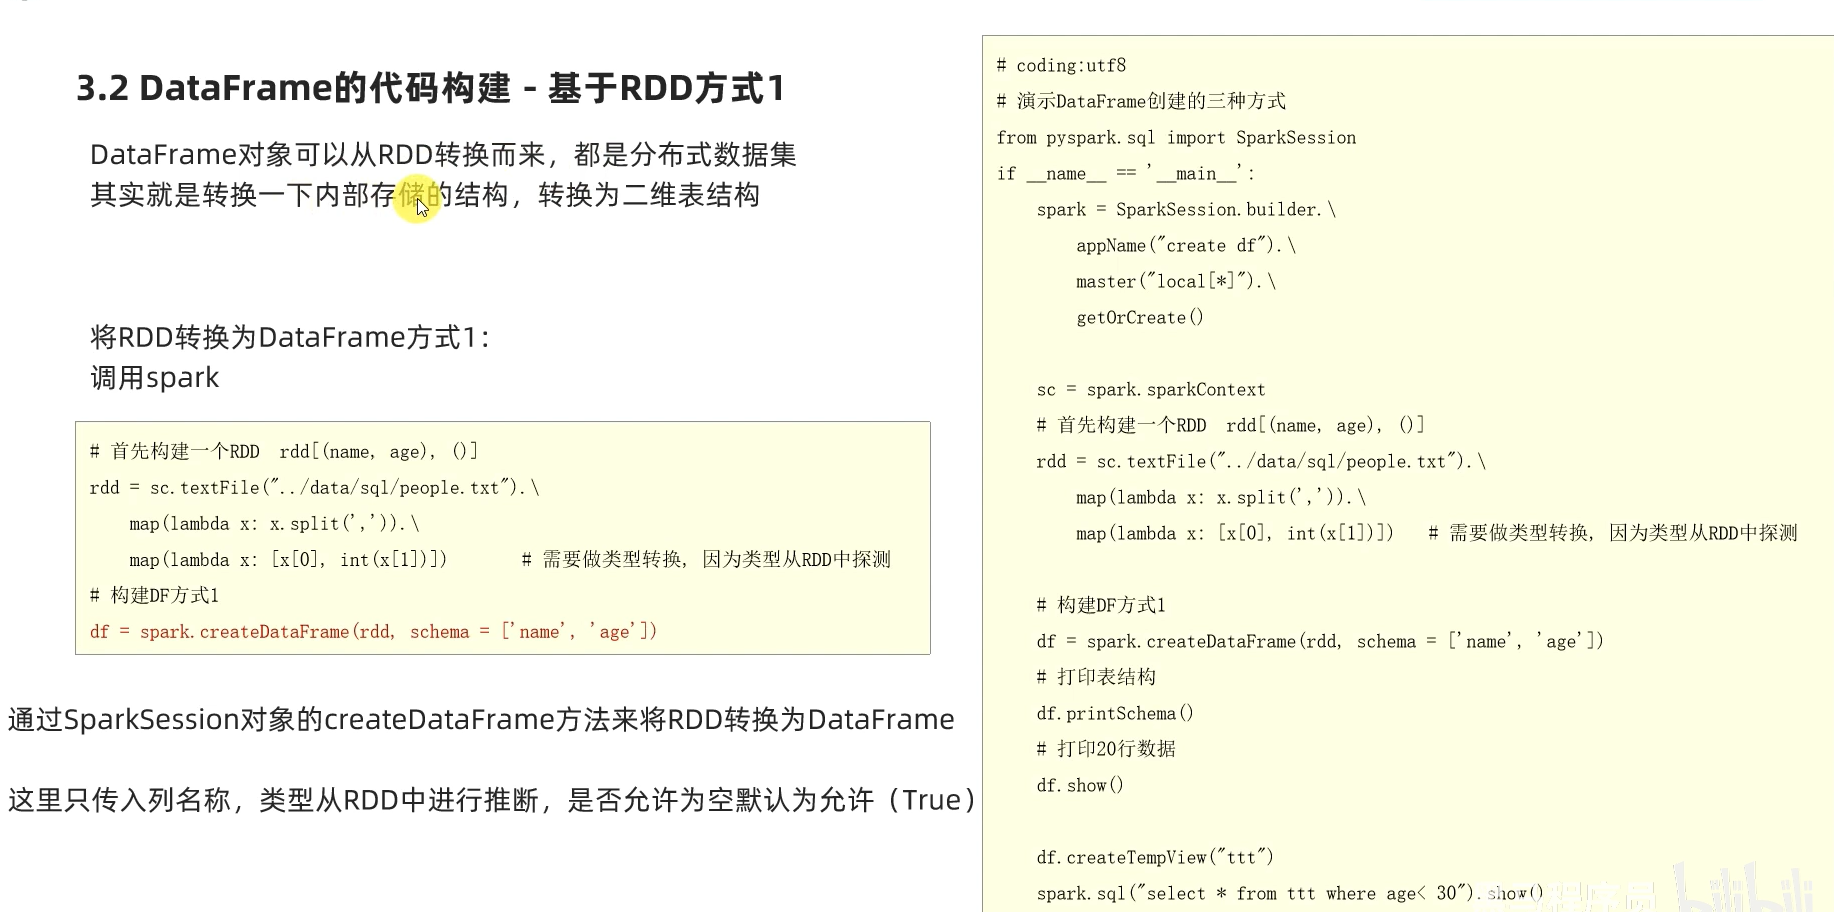 3.2 DataFrame的代码构建 - 基于RDD方式1
DataFrame对象可以从RDD转换而来，都是分布式数据集
其实就是转换一下内部存储的结构，转换为二维表结构
将RDD转换为DataFrame方式1：
调用spark
# 首先构建一个RDD  rdd[(name, age), ()]
rdd = sc.textFile("../data/sql/people.txt").\
    map(lambda x: x.split(',')).\
    map(lambda x: [x[0], int(x[1])])       # 需要做类型转换, 因为类型从RDD中探测
# 构建DF方式1
df = spark.createDataFrame(rdd, schema = ['name', 'age'])
通过SparkSession对象的createDataFrame方法来将RDD转换为DataFrame
这里只传入列名称，类型从RDD中进行推断，是否允许为空默认为允许（True）
# coding:utf8
# 演示DataFrame创建的三种方式
from pyspark.sql import SparkSession
if __name__ == '__main__':
    spark = SparkSession.builder.\
        appName("create df").\
        master("local[*]").\
        getOrCreate()
    sc = spark.sparkContext
    # 首先构建一个RDD  rdd[(name, age), ()]
    rdd = sc.textFile("../data/sql/people.txt").\
        map(lambda x: x.split(',')).\
        map(lambda x: [x[0], int(x[1])])   # 需要做类型转换, 因为类型从RDD中探测
    # 构建DF方式1
    df = spark.createDataFrame(rdd, schema = ['name', 'age'])
    # 打印表结构
    df.printSchema()
    # 打印20行数据
    df.show()
    df.createTempView("ttt")
    spark.sql("select * from ttt where age< 30").show()
bilibili